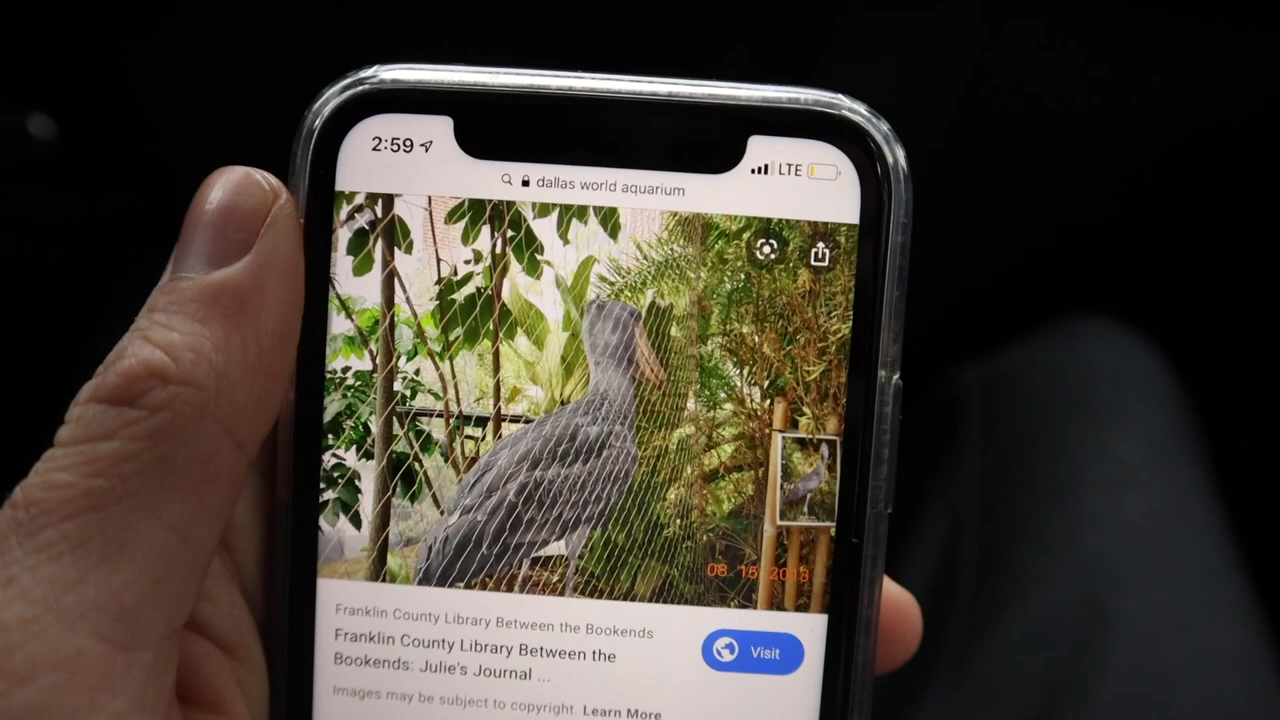 2:59
LTE
dallas world aquarium
08 15 2018
Franklin County Library Between the Bookends
Franklin County Library Between the
Bookends: Julie's Journal ...
Visit
Images may be subject to copyright. Learn More